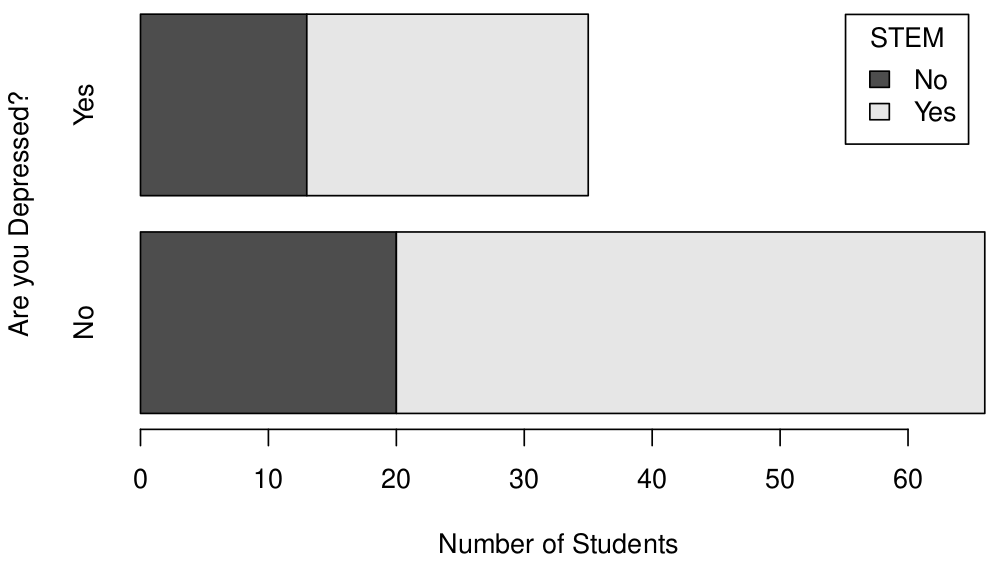 Are you Depressed?
Yes
No
STEM
No
Yes
0 10 20 30 40 50 60
Number of Students